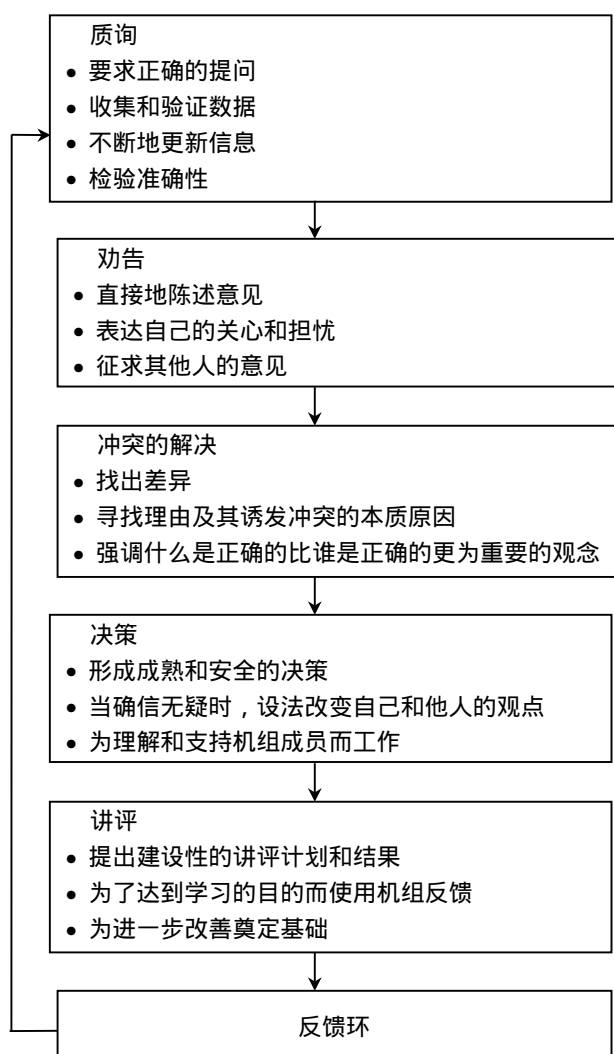 质询
• 要求正确的提问
• 收集和验证数据
• 不断地更新信息
• 检验准确性
劝告
• 直接地陈述意见
• 表达自己的关心和担忧
• 征求其他人的意见
冲突的解决
• 找出差异
• 寻找理由及其诱发冲突的本质原因
• 强调什么是正确的比谁是正确的更为重要的观念
决策
• 形成成熟和安全的决策
• 当确信无疑时，设法改变自己和他人的观点
• 为理解和支持机组成员而工作
讲评
• 提出建设性的讲评计划和结果
• 为了达到学习的目的而使用机组反馈
• 为进一步改善奠定基础
反馈环